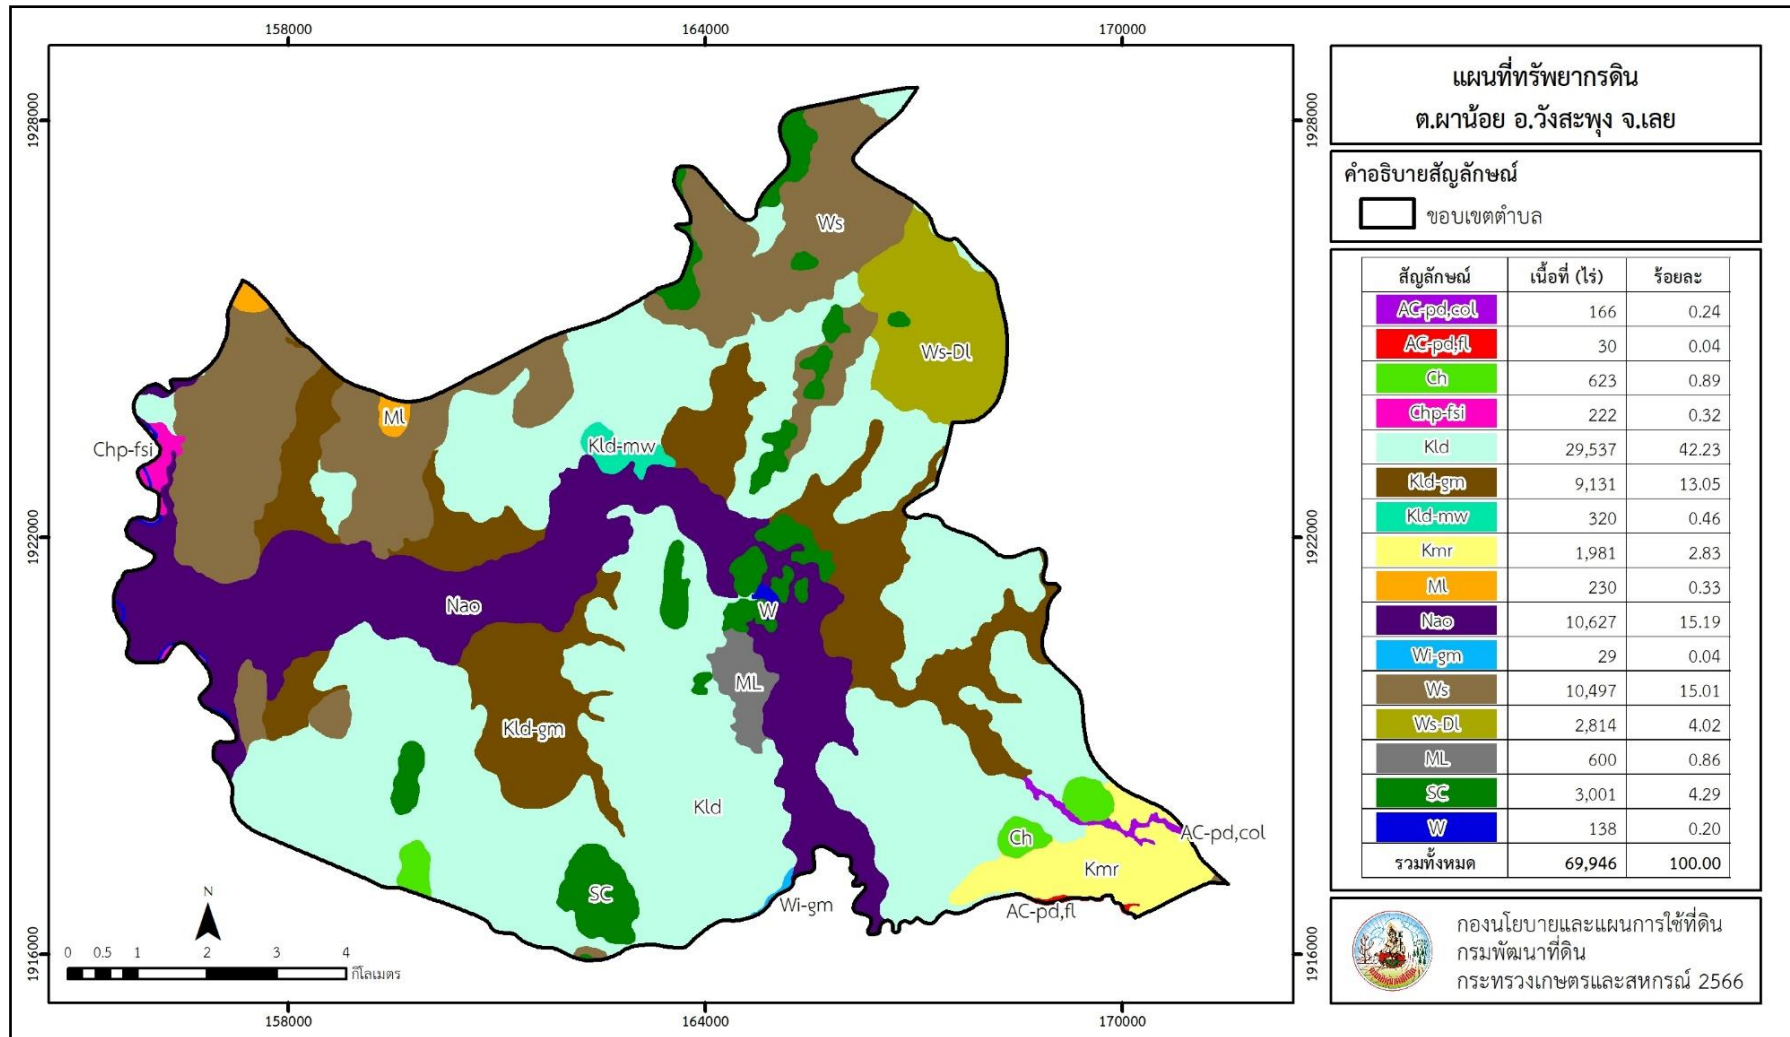 158000
164000
170000
1928000
1928000
1922000
1922000
1916000
1916000
158000
164000
170000
Ws
Ws-Dl
Ml
Kld-mw
Chp-fsi
Nao
W
ML
Kld-gm
Kld
Ch
AC-pd,col
Kmr
SC
Wi-gm
AC-pd,fl
N
0 0.5 1 2 3 4
กิโลเมตร
แผนที่ทรัพยากรดิน
ต.ผาน้อย อ.วังสะพุง จ.เลย
คำอธิบายสัญลักษณ์
ขอบเขตตำบล
สัญลักษณ์ เนื้อที่ (ไร่) ร้อยละ
AC-pd,col 166 0.24
AC-pd,fl 30 0.04
Ch 623 0.89
Chp-fsi 222 0.32
Kld 29,537 42.23
Kld-gm 9,131 13.05
Kld-mw 320 0.46
Kmr 1,981 2.83
Ml 230 0.33
Nao 10,627 15.19
Wi-gm 29 0.04
Ws 10,497 15.01
Ws-Dl 2,814 4.02
ML 600 0.86
SC 3,001 4.29
W 138 0.20
รวมทั้งหมด 69,946 100.00
กองนโยบายและแผนการใช้ที่ดิน
กรมพัฒนาที่ดิน
กระทรวงเกษตรและสหกรณ์ 2566